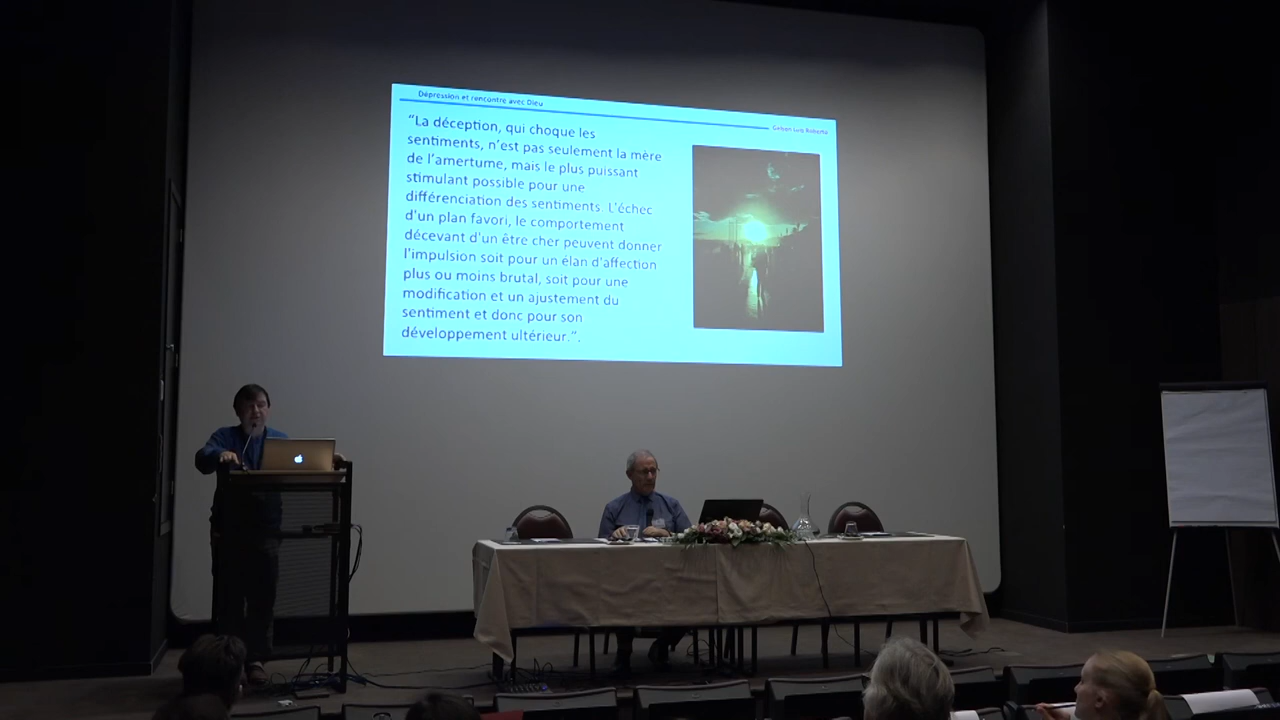 Dépression et rencontre avec Dieu
Gelson Luis Roberto
“La déception, qui choque les
sentiments, n’est pas seulement la mère
de l’amertume, mais le plus puissant
stimulant possible pour une
différenciation des sentiments. L’échec
d'un plan favori, le comportement
décevant d'un être cher peuvent donner
l'impulsion soit pour un élan d'affection
plus ou moins brutal, soit pour une
modification et un ajustement du
sentiment et donc pour son
développement ultérieur.”.